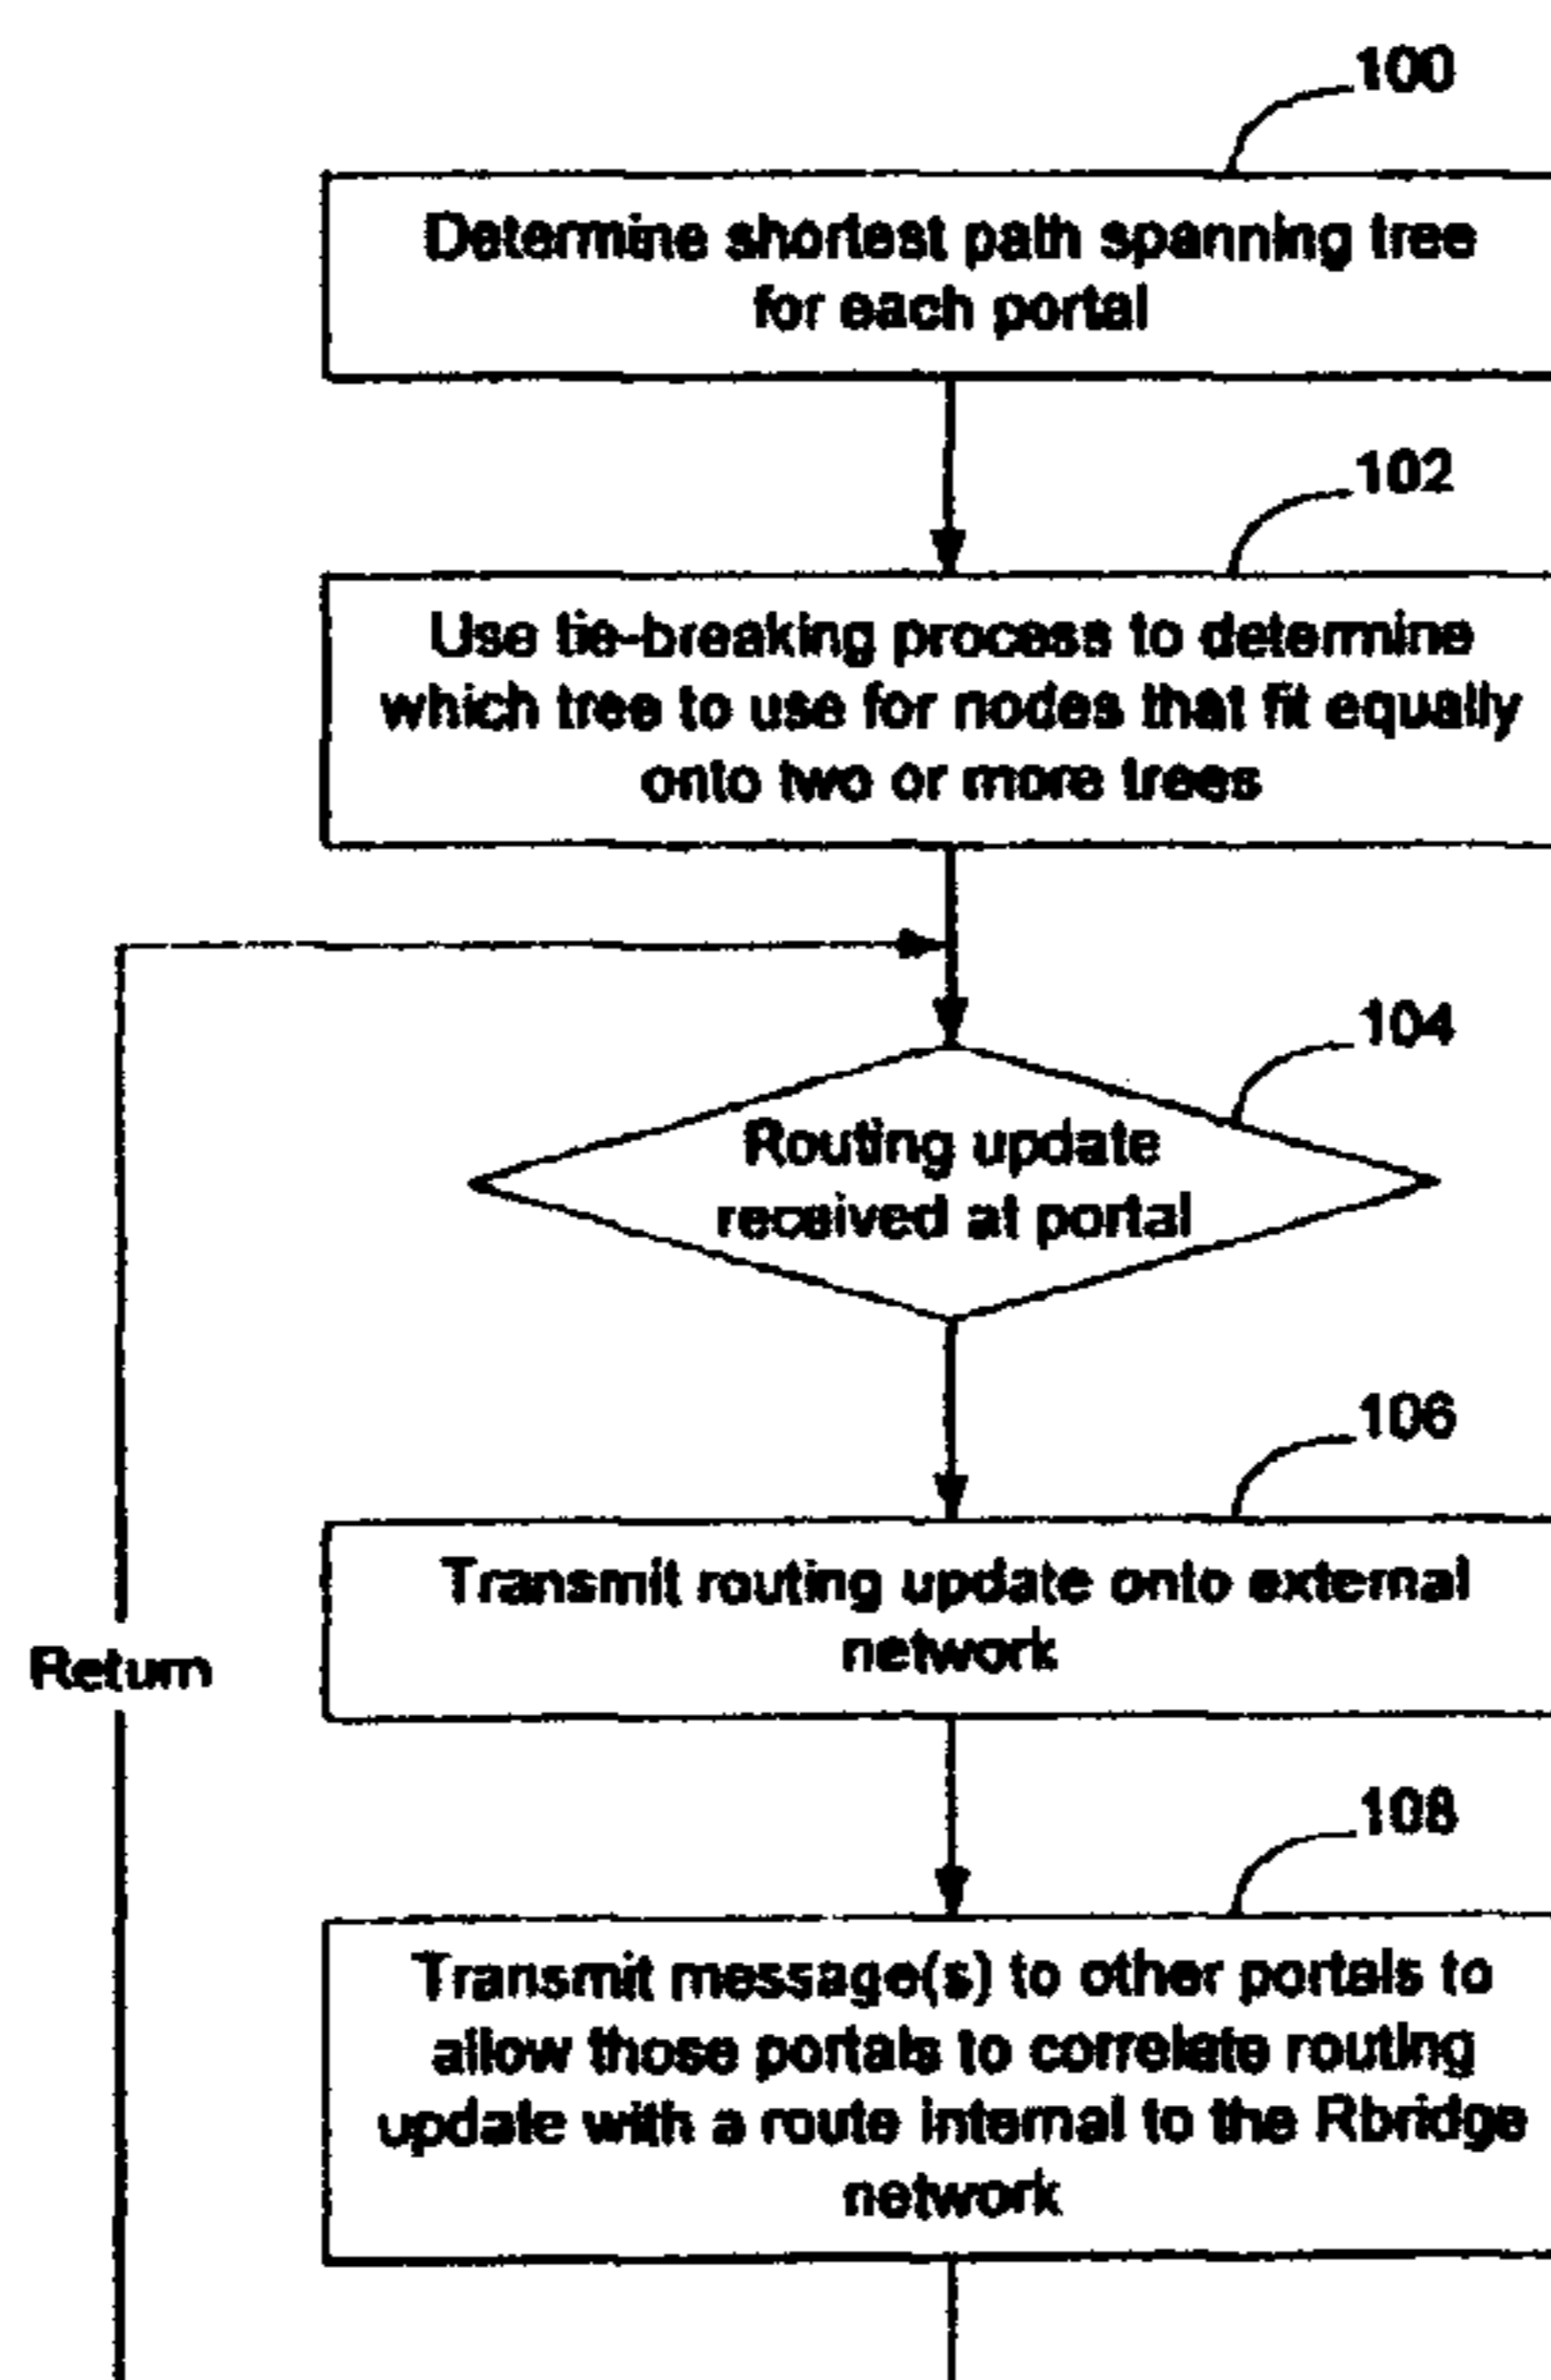 100
Determine shortest path spanning tree
for each portal
102
Use tie-breaking process to determine
which tree to use for nodes that fit equally
onto two or more trees
104
Routing update
received at portal
106
Transmit routing update onto external
network
Return
108
Transmit message(s) to other portals to
allow those portals to correlate routing
update with a route internal to the Rbridge
network